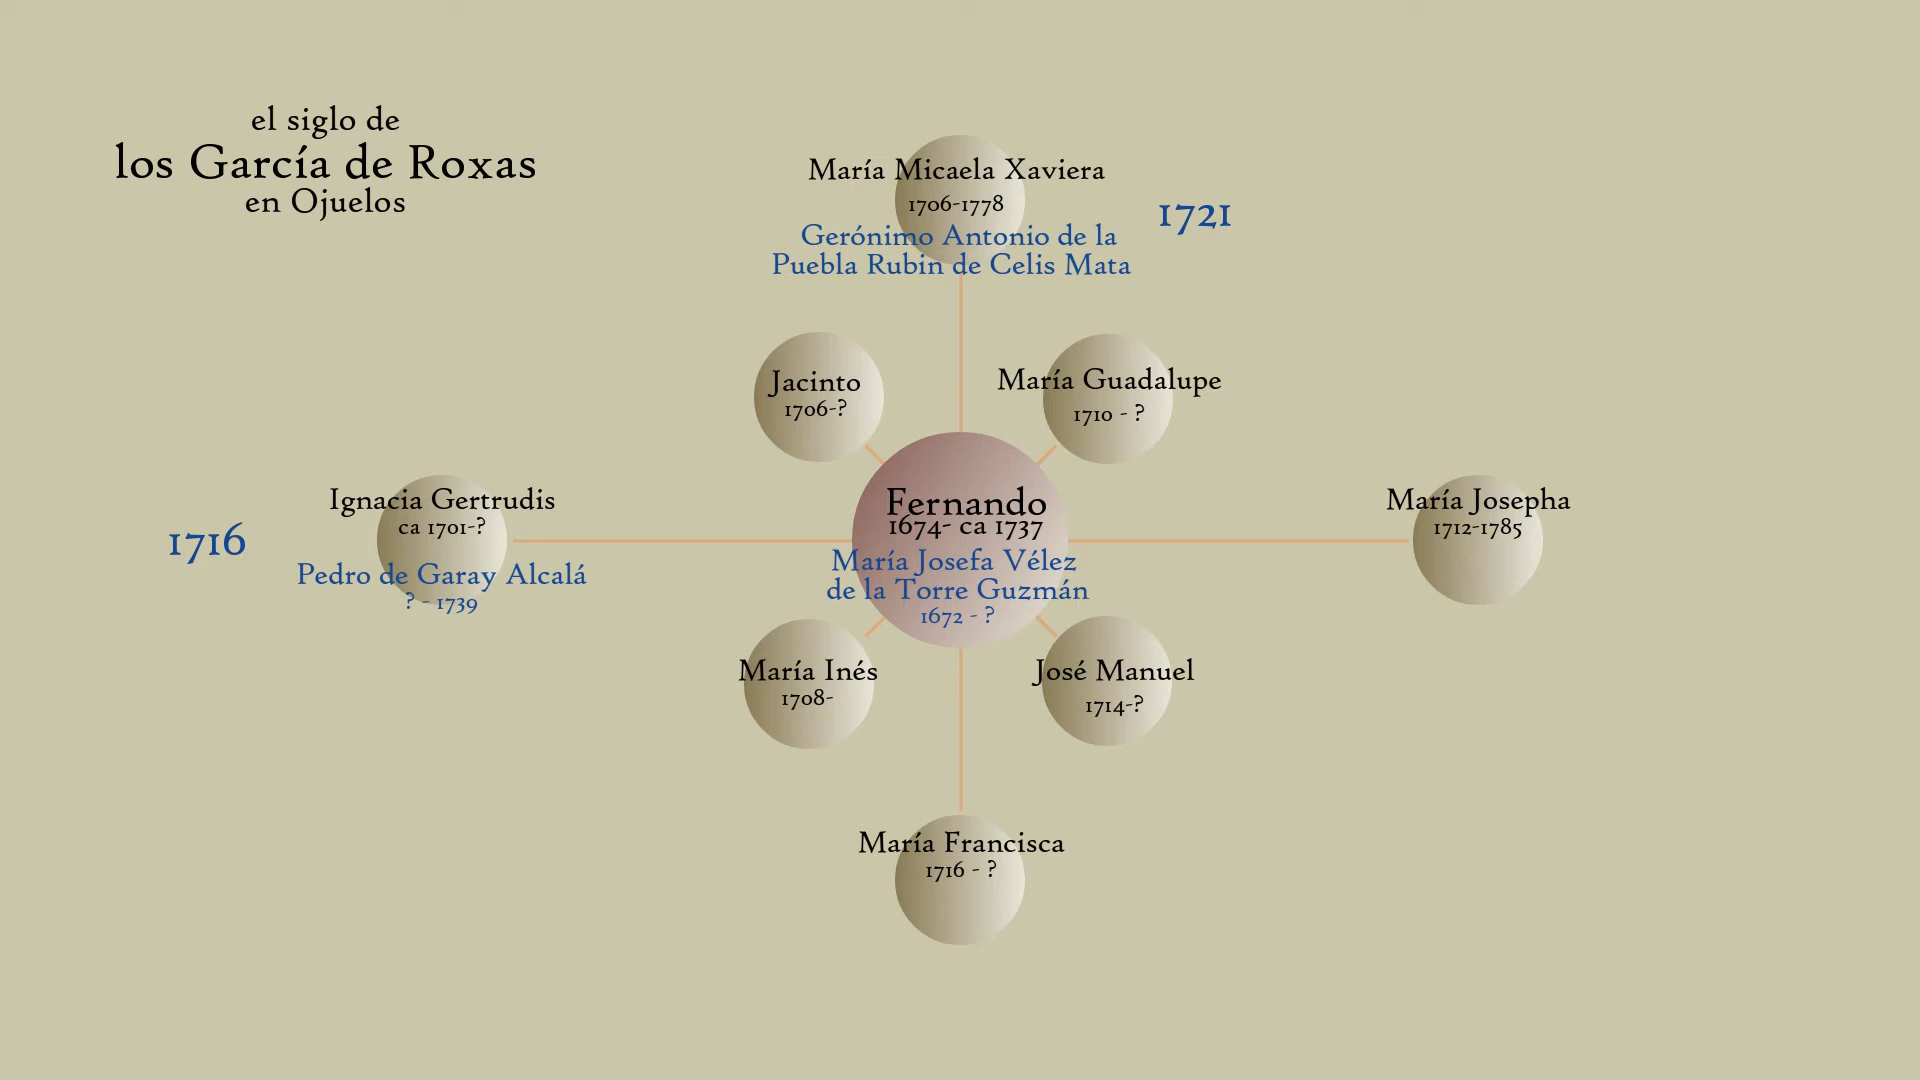 el siglo de
los García de Roxas
en Ojuelos
María Micaela Xaviera
1706-1778
Gerónimo Antonio de la
Puebla Rubin de Celis Mata
1721
Jacinto
1706-?
María Guadalupe
1710 - ?
1716
Ignacia Gertrudis
ca 1701-?
Pedro de Garay Alcalá
? - 1739
Fernando
1674- ca 1737
María Josefa Vélez
de la Torre Guzmán
1672 - ?
María Josepha
1712-1785
María Inés
1708-
José Manuel
1714-?
María Francisca
1716 - ?